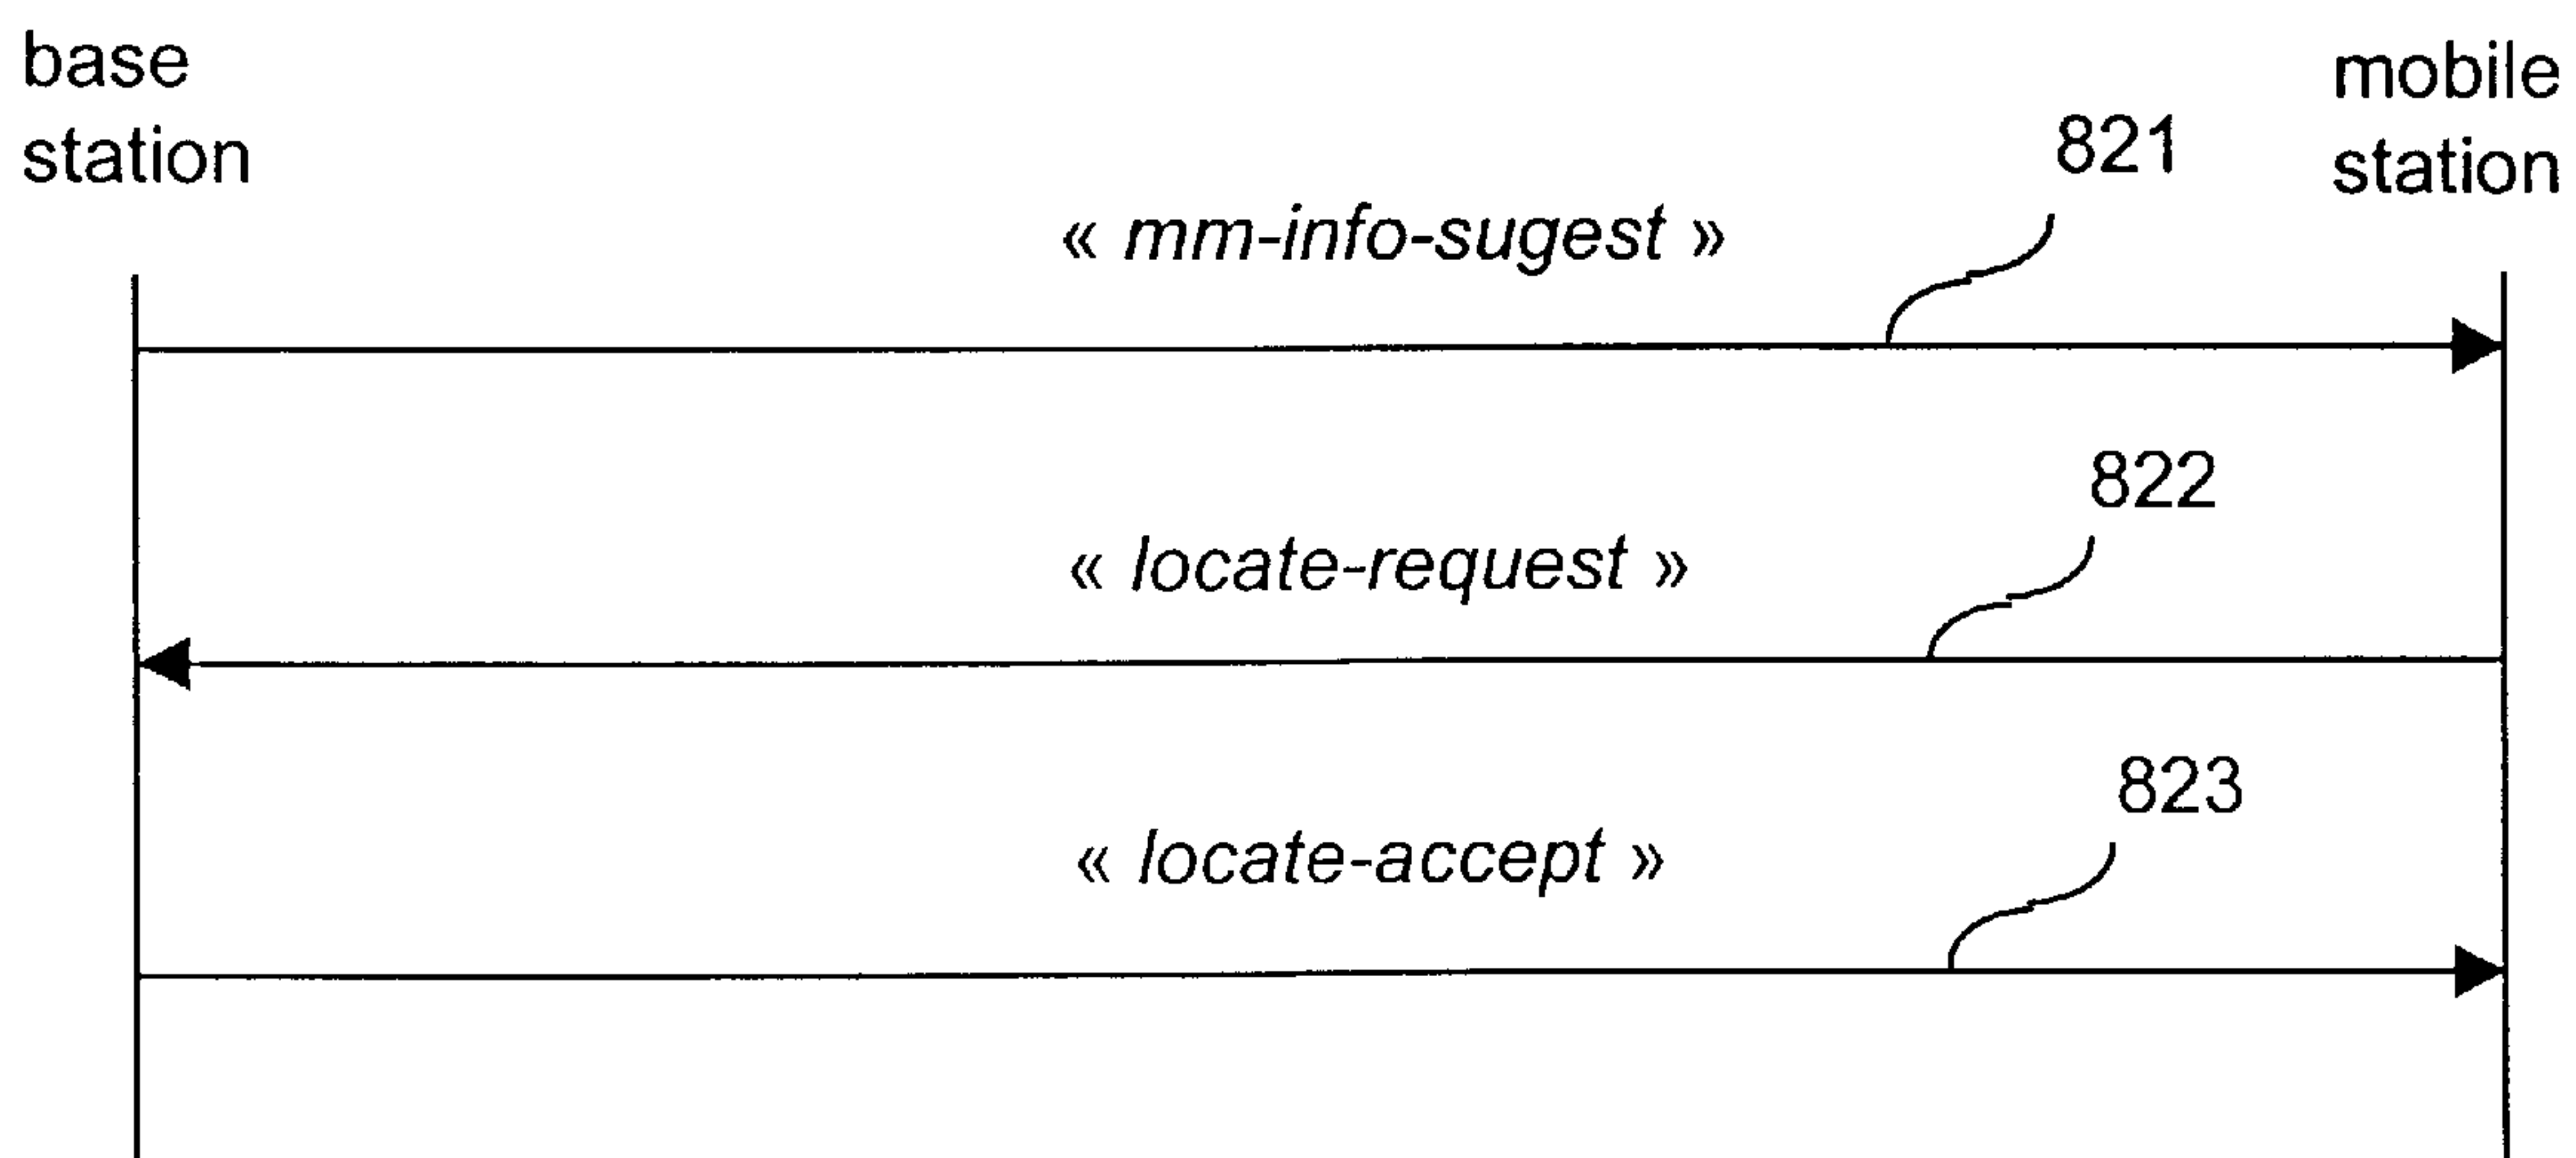 base
station
mobile
station
821
« mm-info-sugest »
822
« locate-request »
823
« locate-accept »